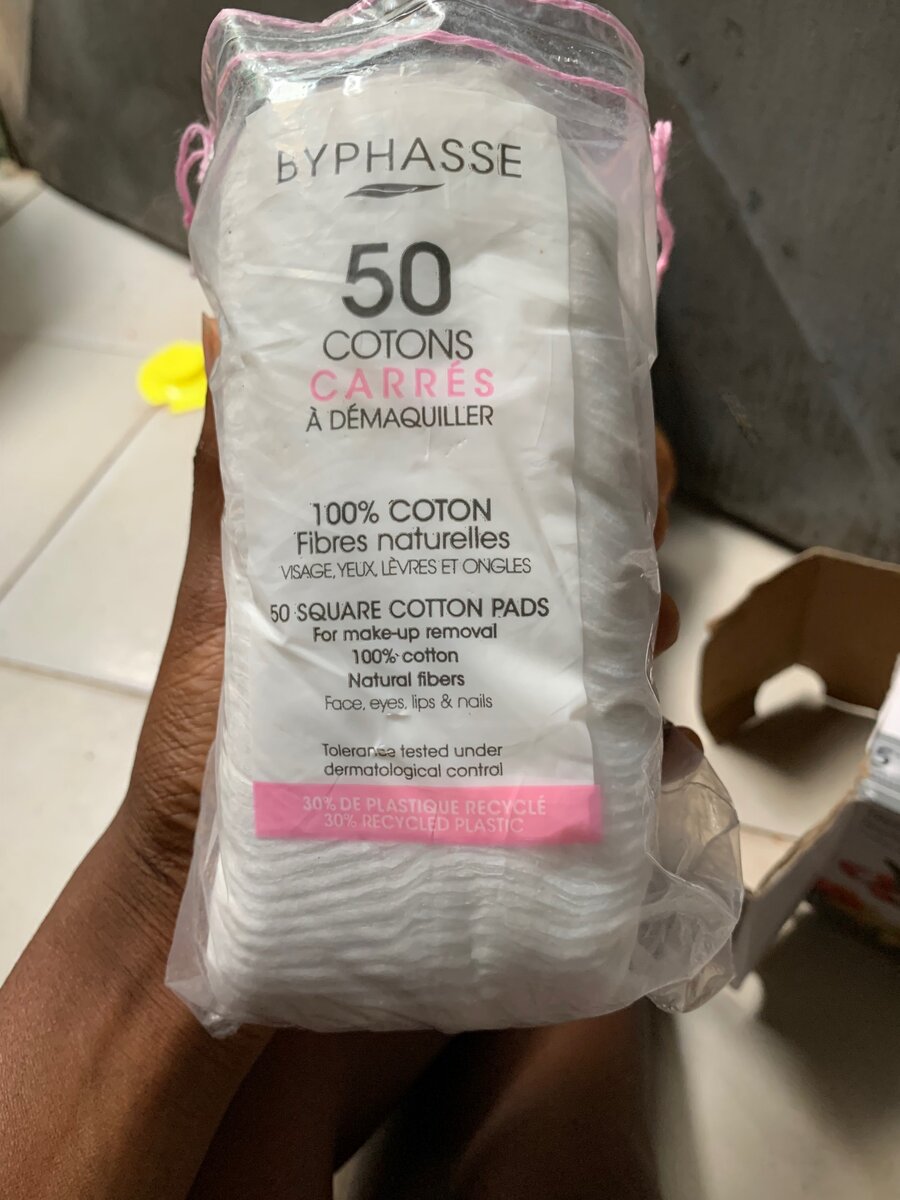 BYPHASSE
50
COTONS
CARRÉS
À DÉMAQUILLER
100% COTON
Fibres naturelles
VISAGE, YEUX, LÈVRES ET ONGLES
50 SQUARE COTTON PADS
For make-up removal
100% cotton
Natural fibers
Face, eyes, lips & nails
Tolerance tested under
dermatological control
30% DE PLASTIQUE RECYCLÉ
30% RECYCLED PLASTIC